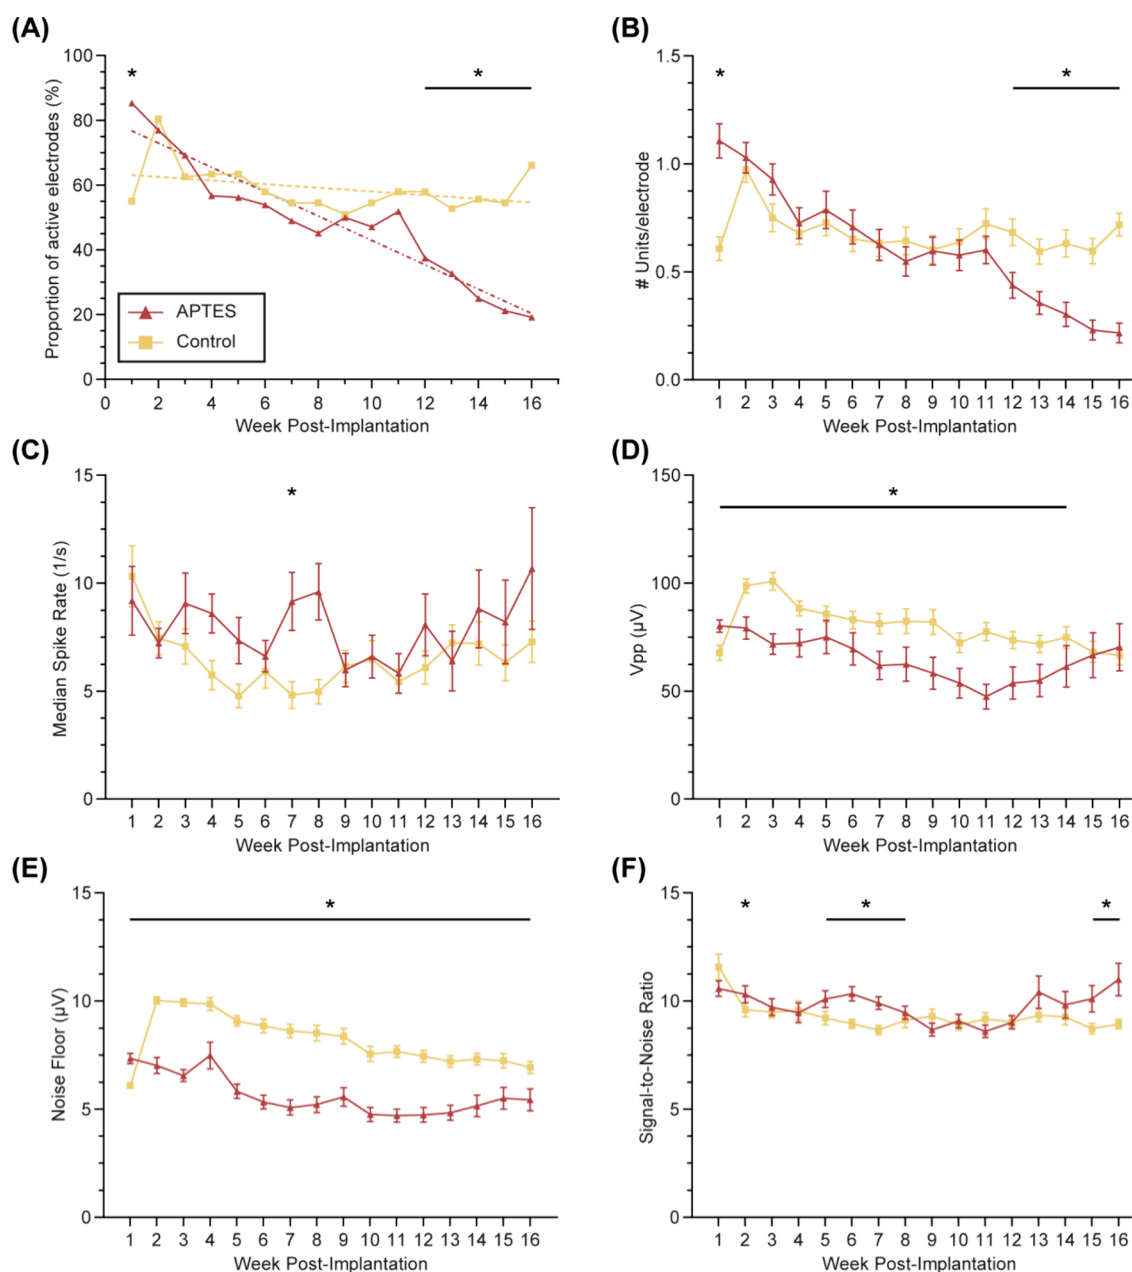 (A)
*
*
Proportion of active electrodes (%)
100
80
60
40
20
0
APTES
Control
0 2 4 6 8 10 12 14 16
Week Post-Implantation
(B)
*
*
# Units/electrode
1.5
1.0
0.5
0.0
1 2 3 4 5 6 7 8 9 10 11 12 13 14 15 16
Week Post-Implantation
(C)
*
Median Spike Rate (1/s)
15
10
5
0
1 2 3 4 5 6 7 8 9 10 11 12 13 14 15 16
Week Post-Implantation
(D)
*
Vpp (µV)
150
100
50
0
1 2 3 4 5 6 7 8 9 10 11 12 13 14 15 16
Week Post-Implantation
(E)
*
Noise Floor (µV)
15
10
5
0
1 2 3 4 5 6 7 8 9 10 11 12 13 14 15 16
Week Post-Implantation
(F)
*
*
*
Signal-to-Noise Ratio
15
10
5
0
1 2 3 4 5 6 7 8 9 10 11 12 13 14 15 16
Week Post-Implantation